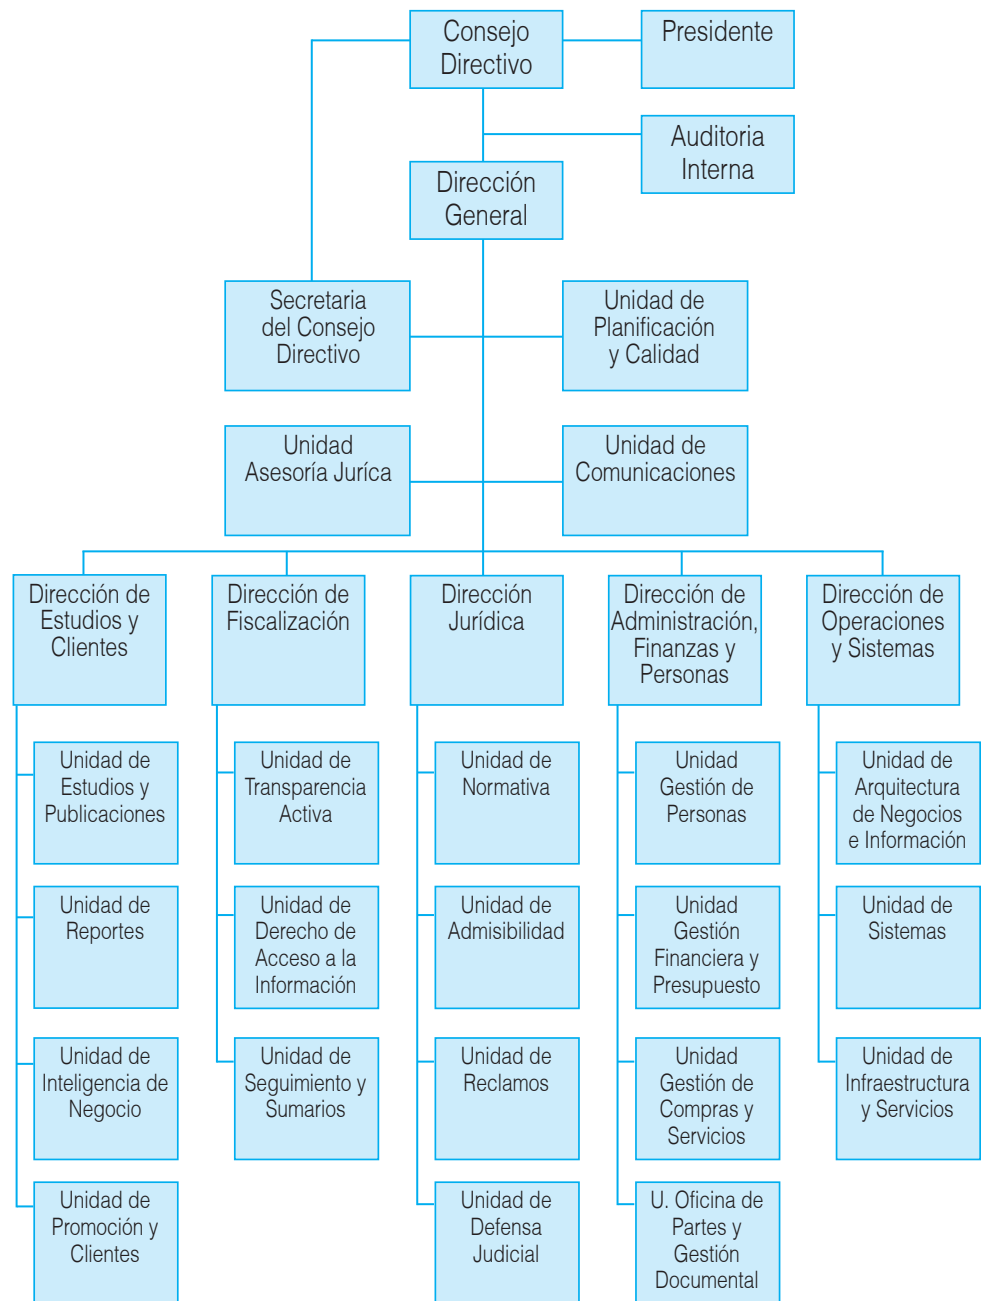 Consejo
Directivo
Presidente
Auditoria
Interna
Dirección
General
Secretaria
del Consejo
Directivo
Unidad de
Planificación
y Calidad
Unidad
Asesoría Juríca
Unidad de
Comunicaciones
Dirección de
Estudios y
Clientes
Dirección de
Fiscalización
Dirección
Jurídica
Dirección de
Administración,
Finanzas y
Personas
Dirección de
Operaciones
y Sistemas
Unidad de
Estudios y
Publicaciones
Unidad de
Transparencia
Activa
Unidad de
Normativa
Unidad
Gestión de
Personas
Unidad de
Arquitectura
de Negocios
e Información
Unidad de
Reportes
Unidad de
Derecho de
Acceso a la
Información
Unidad de
Admisibilidad
Unidad
Gestión
Financiera y
Presupuesto
Unidad de
Sistemas
Unidad de
Inteligencia de
Negocio
Unidad de
Seguimiento y
Sumarios
Unidad de
Reclamos
Unidad
Gestión de
Compras y
Servicios
Unidad de
Infraestructura
y Servicios
Unidad de
Promoción y
Clientes
Unidad de
Defensa
Judicial
U. Oficina de
Partes y
Gestión
Documental